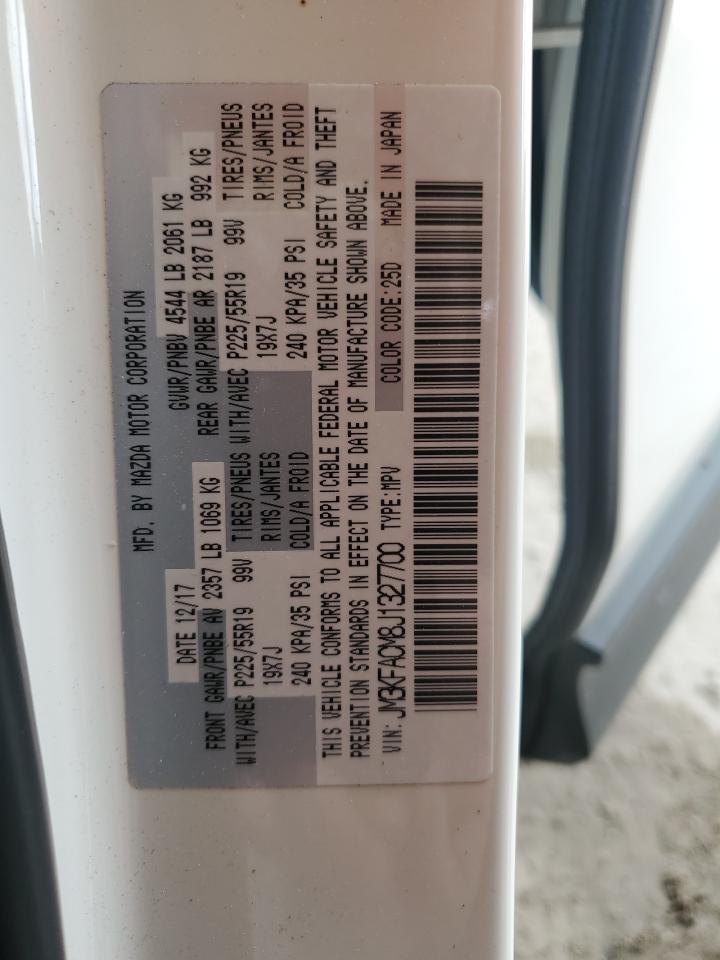 MFD. BY MAZDA MOTOR CORPORATION
DATE 12/17 GVWR/PNBV 4544 LB 2061 KG
FRONT GAWR/PNBE AV 2357 LB 1069 KG REAR GAWR/PNBE AR 2187 LB 992 KG
WITH/AVEC P225/55R19 99V TIRES/PNEUS WITH/AVEC P225/55R19 99V TIRES/PNEUS
19X7J RIMS/JANTES 19X7J RIMS/JANTES
240 KPA/35 PSI COLD/A FROID 240 KPA/35 PSI COLD/A FROID
THIS VEHICLE CONFORMS TO ALL APPLICABLE FEDERAL MOTOR VEHICLE SAFETY AND THEFT
PREVENTION STANDARDS IN EFFECT ON THE DATE OF MANUFACTURE SHOWN ABOVE.
VIN: JM3KFACM8J1327700 TYPE:MPV COLOR CODE:25D MADE IN JAPAN